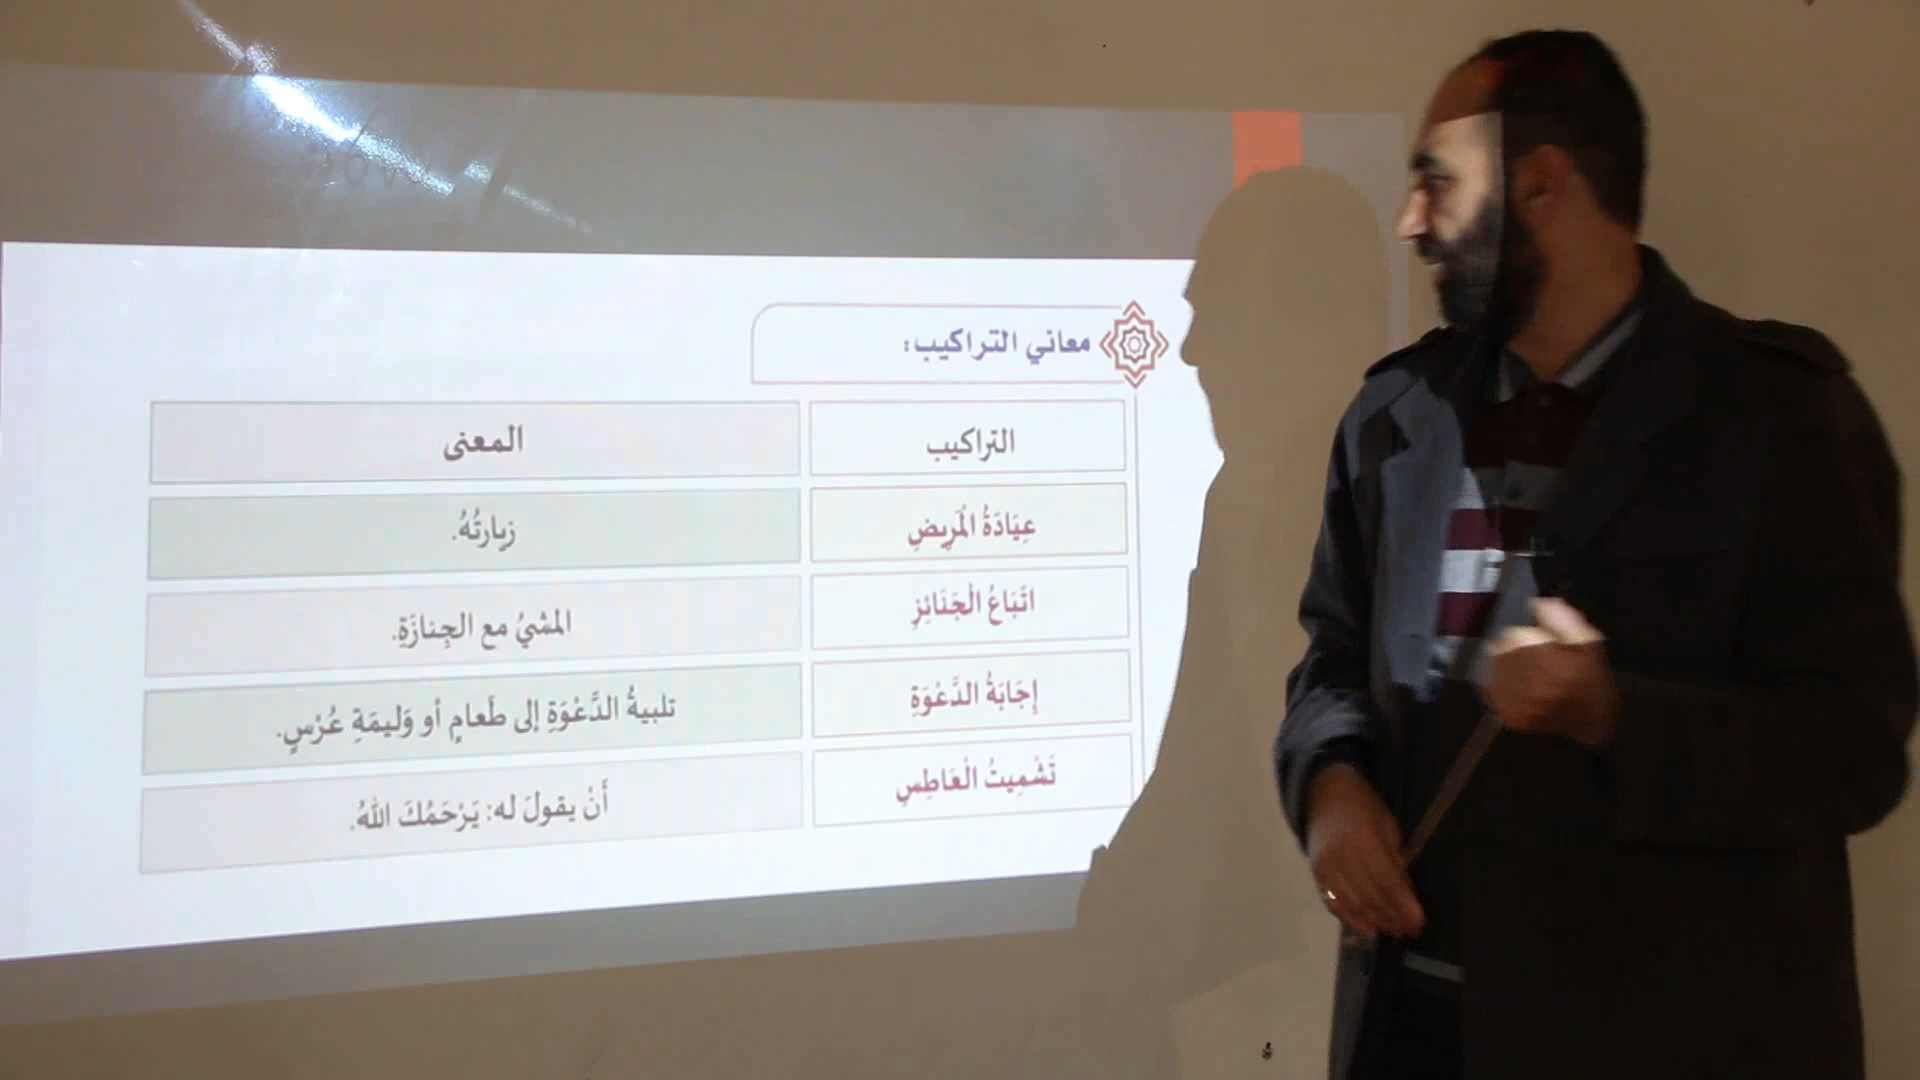 معاني التراكيب:
التراكيب المعنى
عِيَادَةُ الْمَرِيضِ زيارتُهُ.
اتِّبَاعُ الْجَنَائِزِ المشيُ مع الجِنازَةِ.
إِجَابَةُ الدَّعْوَةِ تلبيةُ الدَّعْوَةِ إلى طَعامٍ أو وَليمَةِ عُرْسٍ.
تَشْمِيتُ الْعَاطِسِ أَنْ يقولَ له: يَرْحَمُكَ اللهُ.